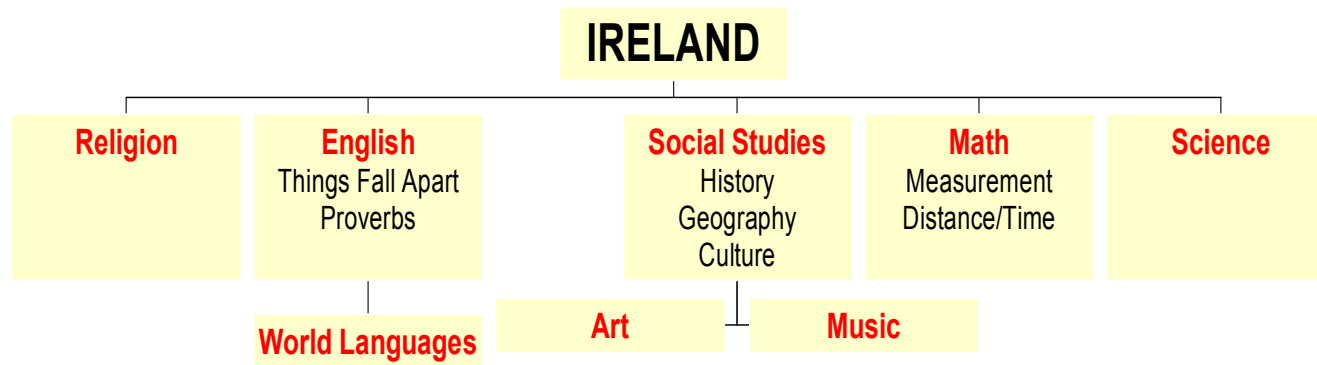 IRELAND
Religion
English
Things Fall Apart
Proverbs
Social Studies
History
Geography
Culture
Math
Measurement
Distance/Time
Science
World Languages
Art
Music